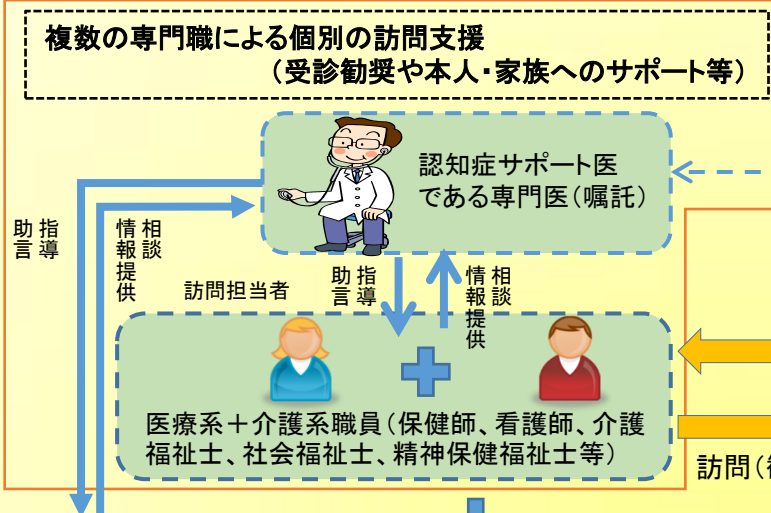 複数の専門職による個別の訪問支援
（受診勧奨や本人・家族へのサポート等）
認知症サポート医
である専門医（嘱託）
指導
助言
相談
情報提供
訪問担当者
指導
助言
相談
情報提供
医療系＋介護系職員（保健師、看護師、介護
福祉士、社会福祉士、精神保健福祉士等）
訪問（